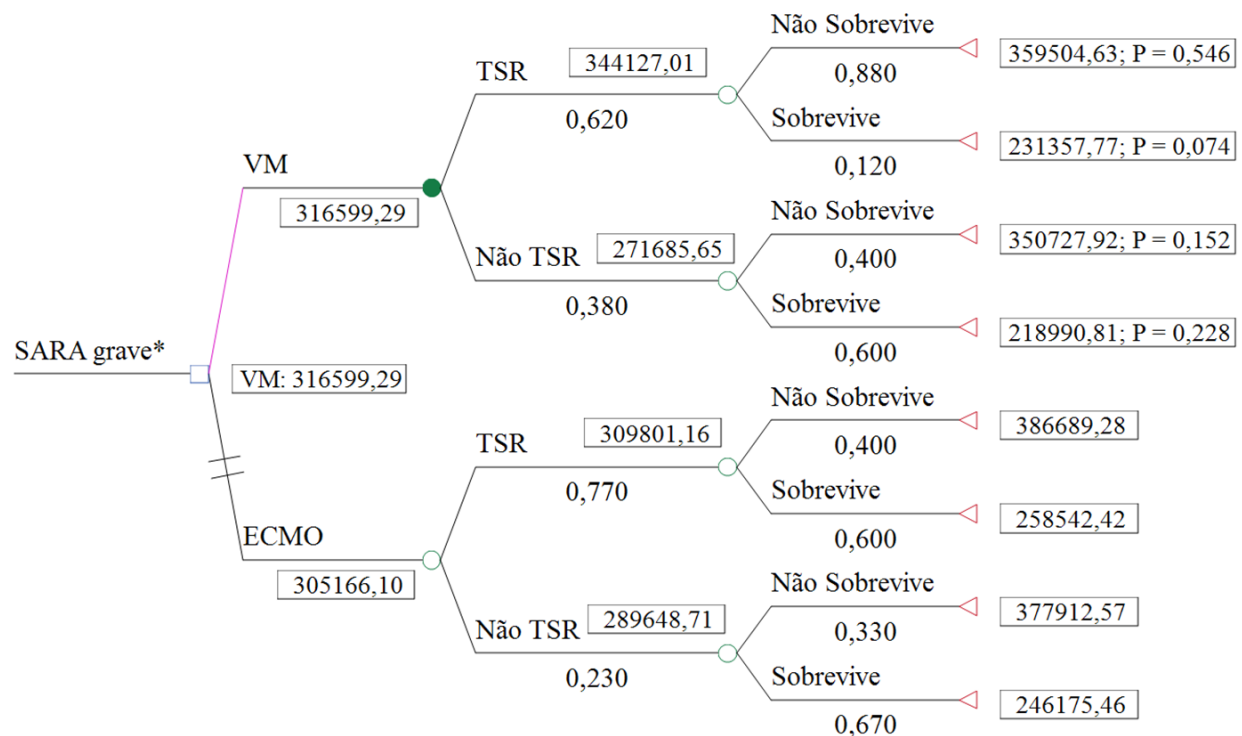 Não Sobrevive
359504,63; P = 0,546
0,880
344127,01
TSR
0,620
Sobrevive
231357,77; P = 0,074
0,120
VM
316599,29
Não Sobrevive
350727,92; P = 0,152
0,400
271685,65
Não TSR
0,380
Sobrevive
218990,81; P = 0,228
0,600
SARA grave*
VM: 316599,29
Não Sobrevive
386689,28
0,400
309801,16
TSR
0,770
Sobrevive
258542,42
0,600
ECMO
305166,10
Não Sobrevive
377912,57
0,330
289648,71
Não TSR
0,230
Sobrevive
246175,46
0,670